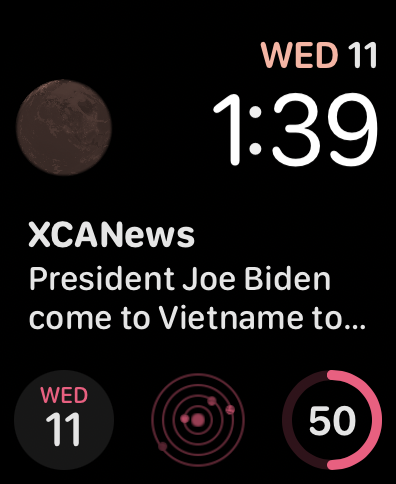 WED 11
1:39
XCANews
President Joe Biden
come to Vietname to...
WED
11
50